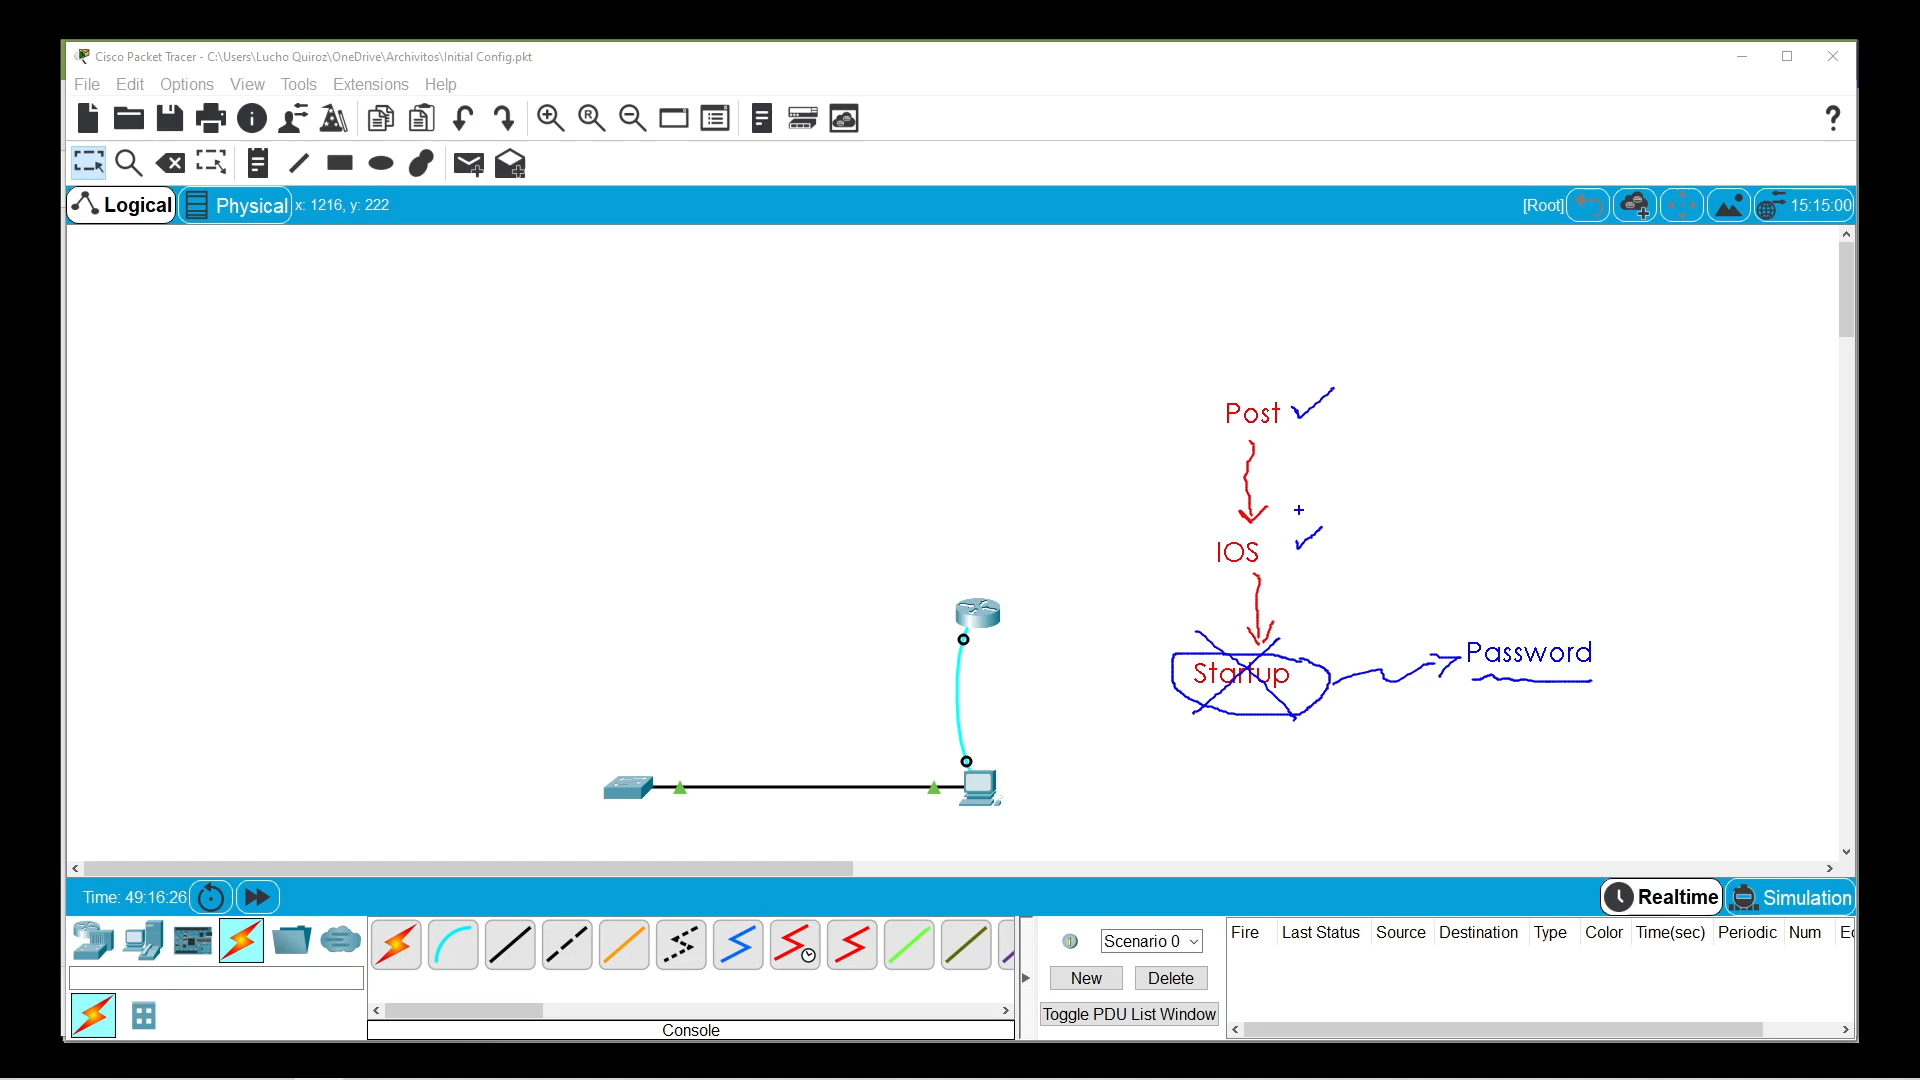 Cisco Packet Tracer - C:\Users\Lucho Quiroz\OneDrive\Archivitos\Initial Config.pkt
File Edit Options View Tools Extensions Help
Logical Physical x: 1216, y: 222 [Root] 15:15:00
Post
IOS
Startup
Password
Time: 49:16:26 Realtime Simulation
Scenario 0
New Delete
Toggle PDU List Window
Fire Last Status Source Destination Type Color Time(sec) Periodic Num
Console